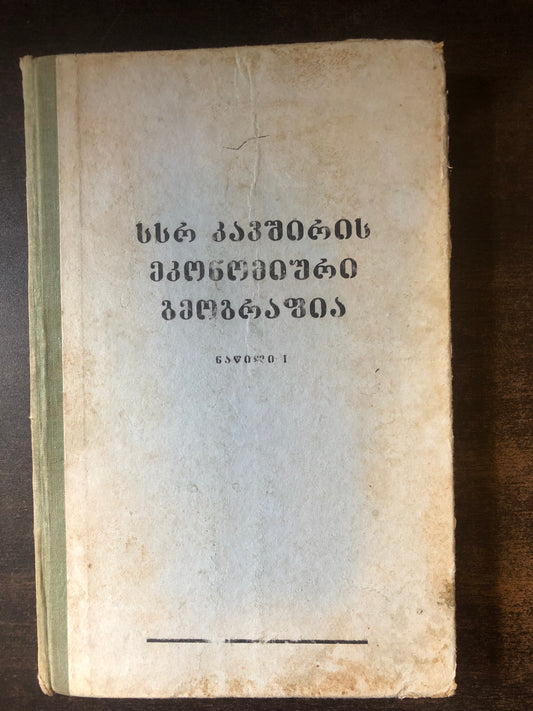 სსრ კავშირის
ეკონომიური
გეოგრაფია
ნაწილი I